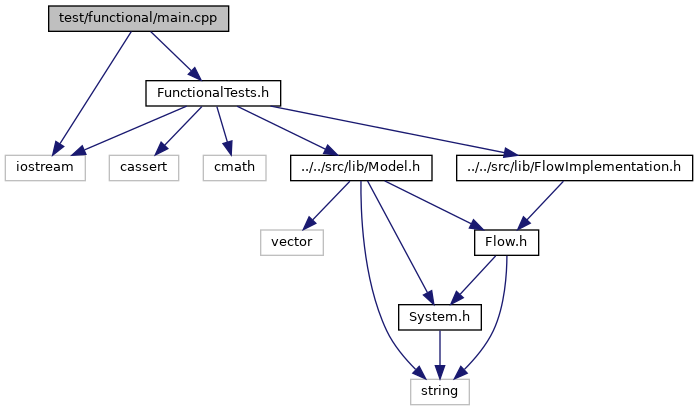 test/functional/main.cpp
FunctionalTests.h
iostream
cassert
cmath
../../src/lib/Model.h
../../src/lib/FlowImplementation.h
vector
Flow.h
System.h
string